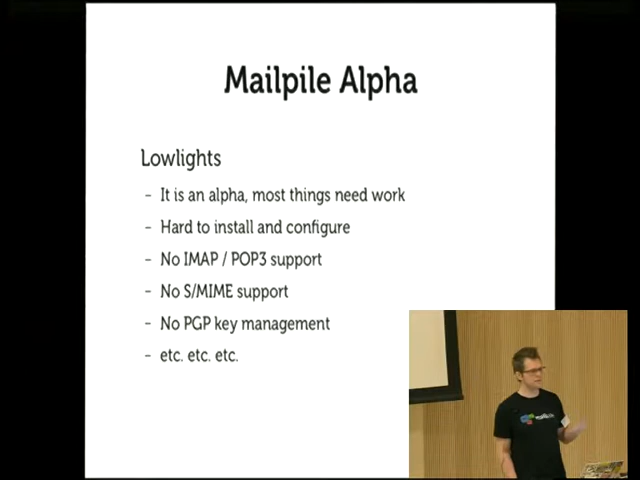 Mailpile Alpha
Lowlights
- It is an alpha, most things need work
- Hard to install and configure
- No IMAP / POP3 support
- No S/MIME support
- No PGP key management
- etc. etc. etc.